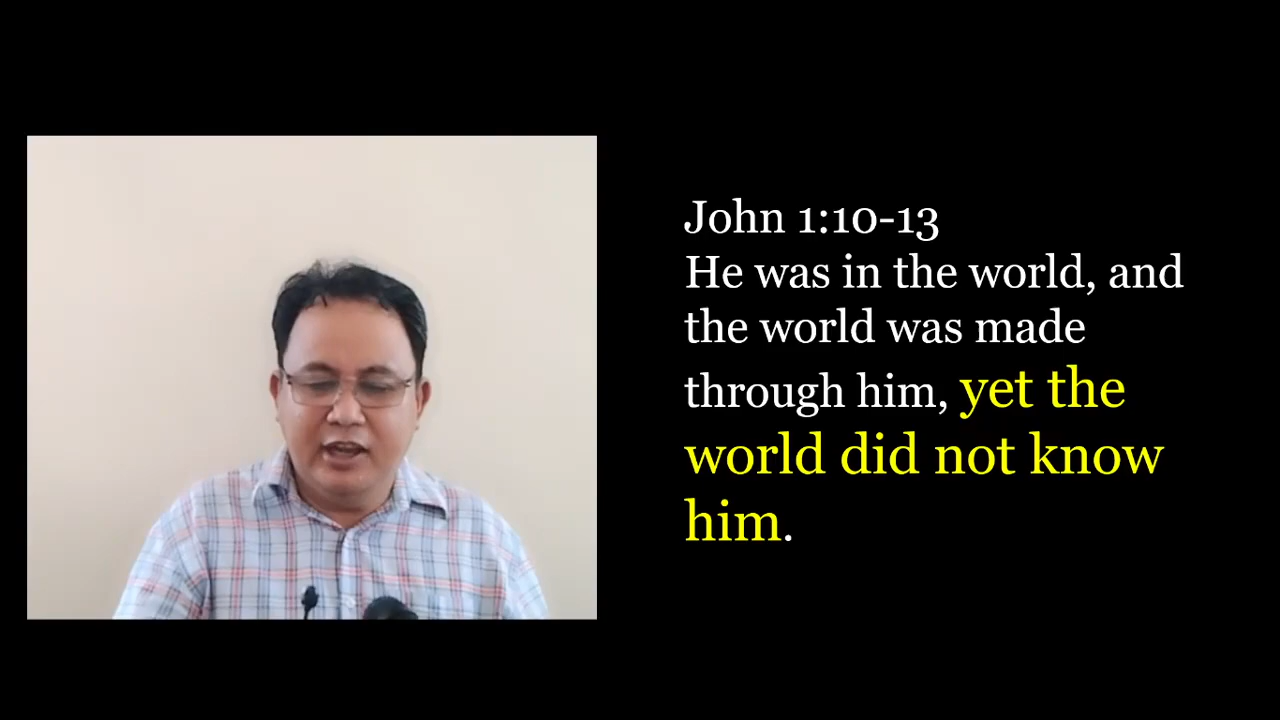 John 1:10-13
He was in the world, and
the world was made
through him, yet the
world did not know
him.